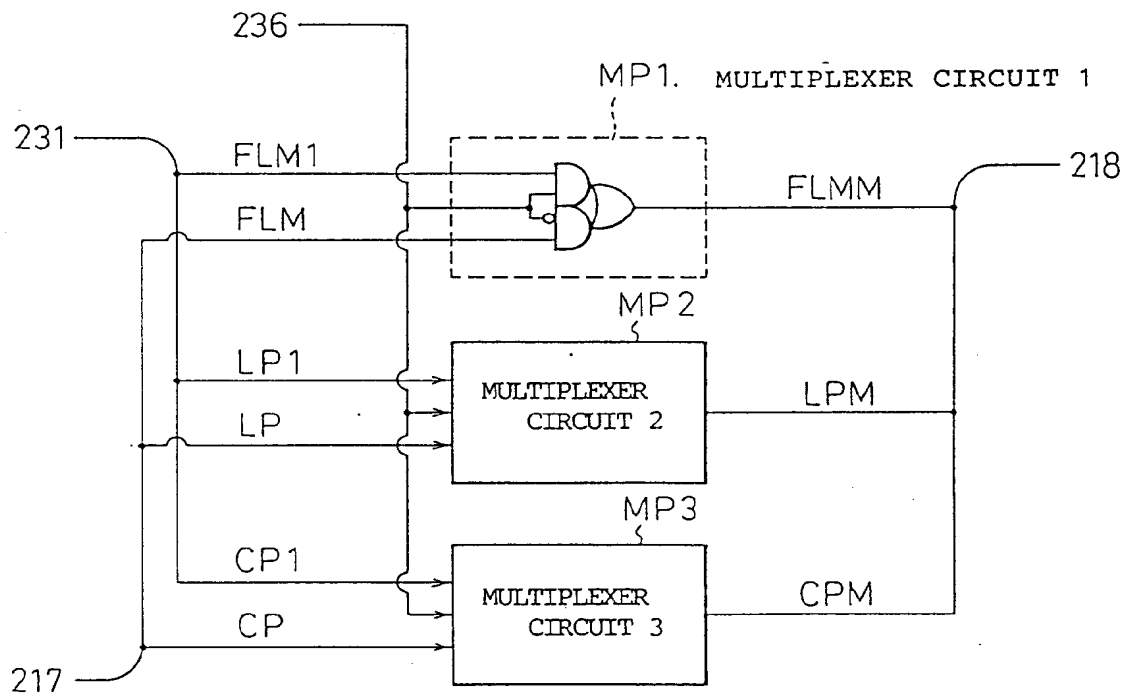 236
MP1. MULTIPLEXER CIRCUIT 1
231
FLM1
218
FLMM
FLM
MP2
LP1
MULTIPLEXER
CIRCUIT 2
LPM
LP
MP3
CP1
MULTIPLEXER
CIRCUIT 3
CPM
CP
217